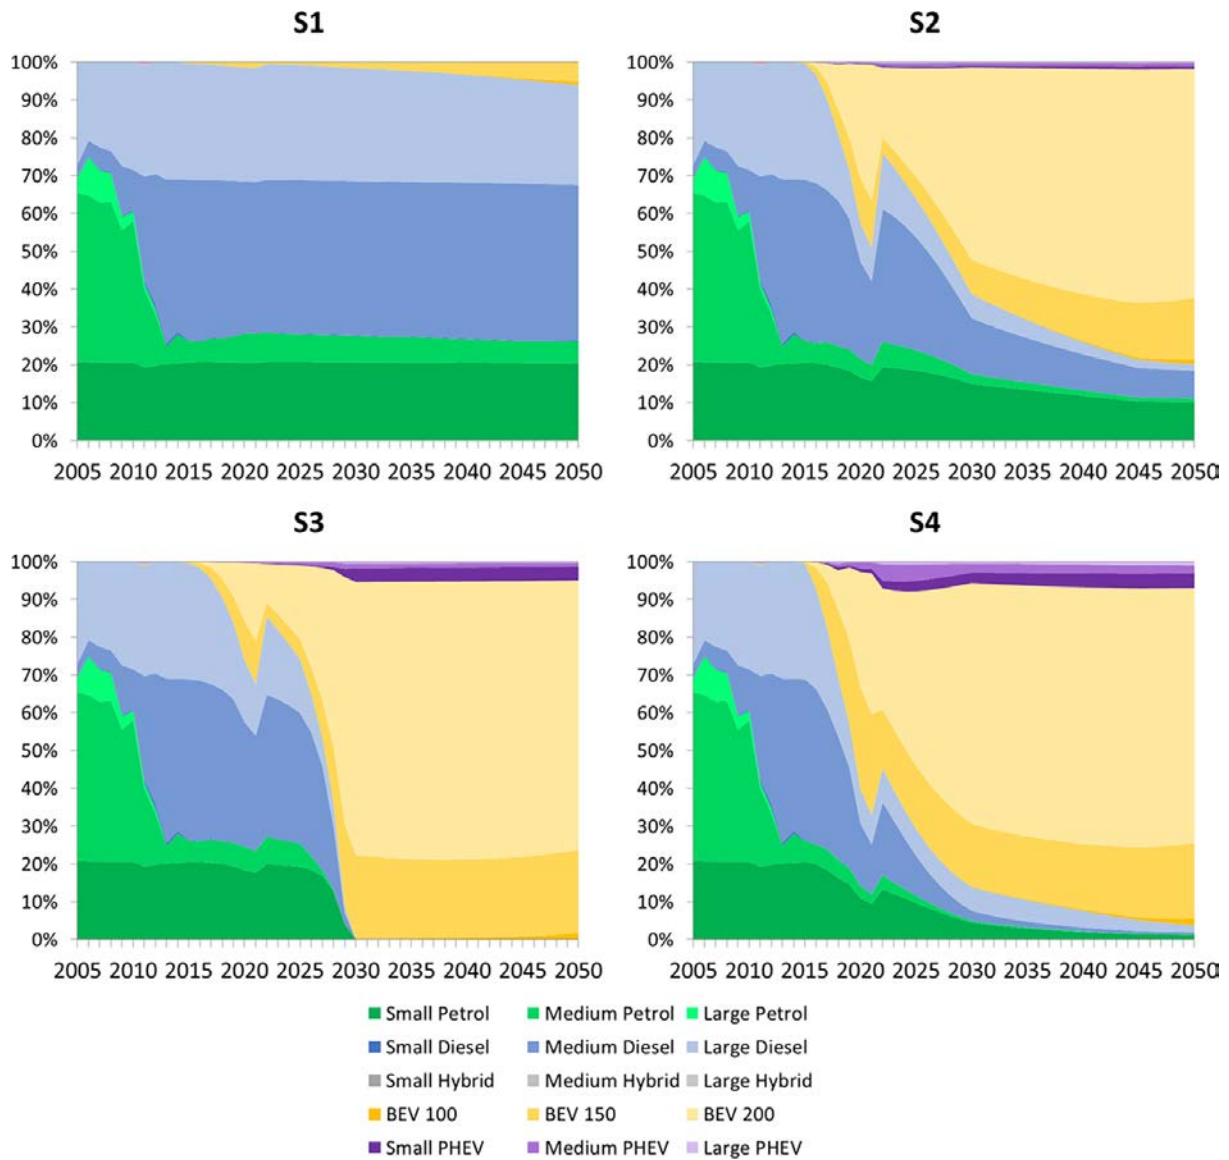 S1 S2
100% 100%
90% 90%
80% 80%
70% 70%
60% 60%
50% 50%
40% 40%
30% 30%
20% 20%
10% 10%
0% 0%
2005 2010 2015 2020 2025 2030 2035 2040 2045 2050 2005 2010 2015 2020 2025 2030 2035 2040 2045 2050
S3 S4
100% 100%
90% 90%
80% 80%
70% 70%
60% 60%
50% 50%
40% 40%
30% 30%
20% 20%
10% 10%
0% 0%
2005 2010 2015 2020 2025 2030 2035 2040 2045 2050 2005 2010 2015 2020 2025 2030 2035 2040 2045 2050
Small Petrol Medium Petrol Large Petrol
Small Diesel Medium Diesel Large Diesel
Small Hybrid Medium Hybrid Large Hybrid
BEV 100 BEV 150 BEV 200
Small PHEV Medium PHEV Large PHEV